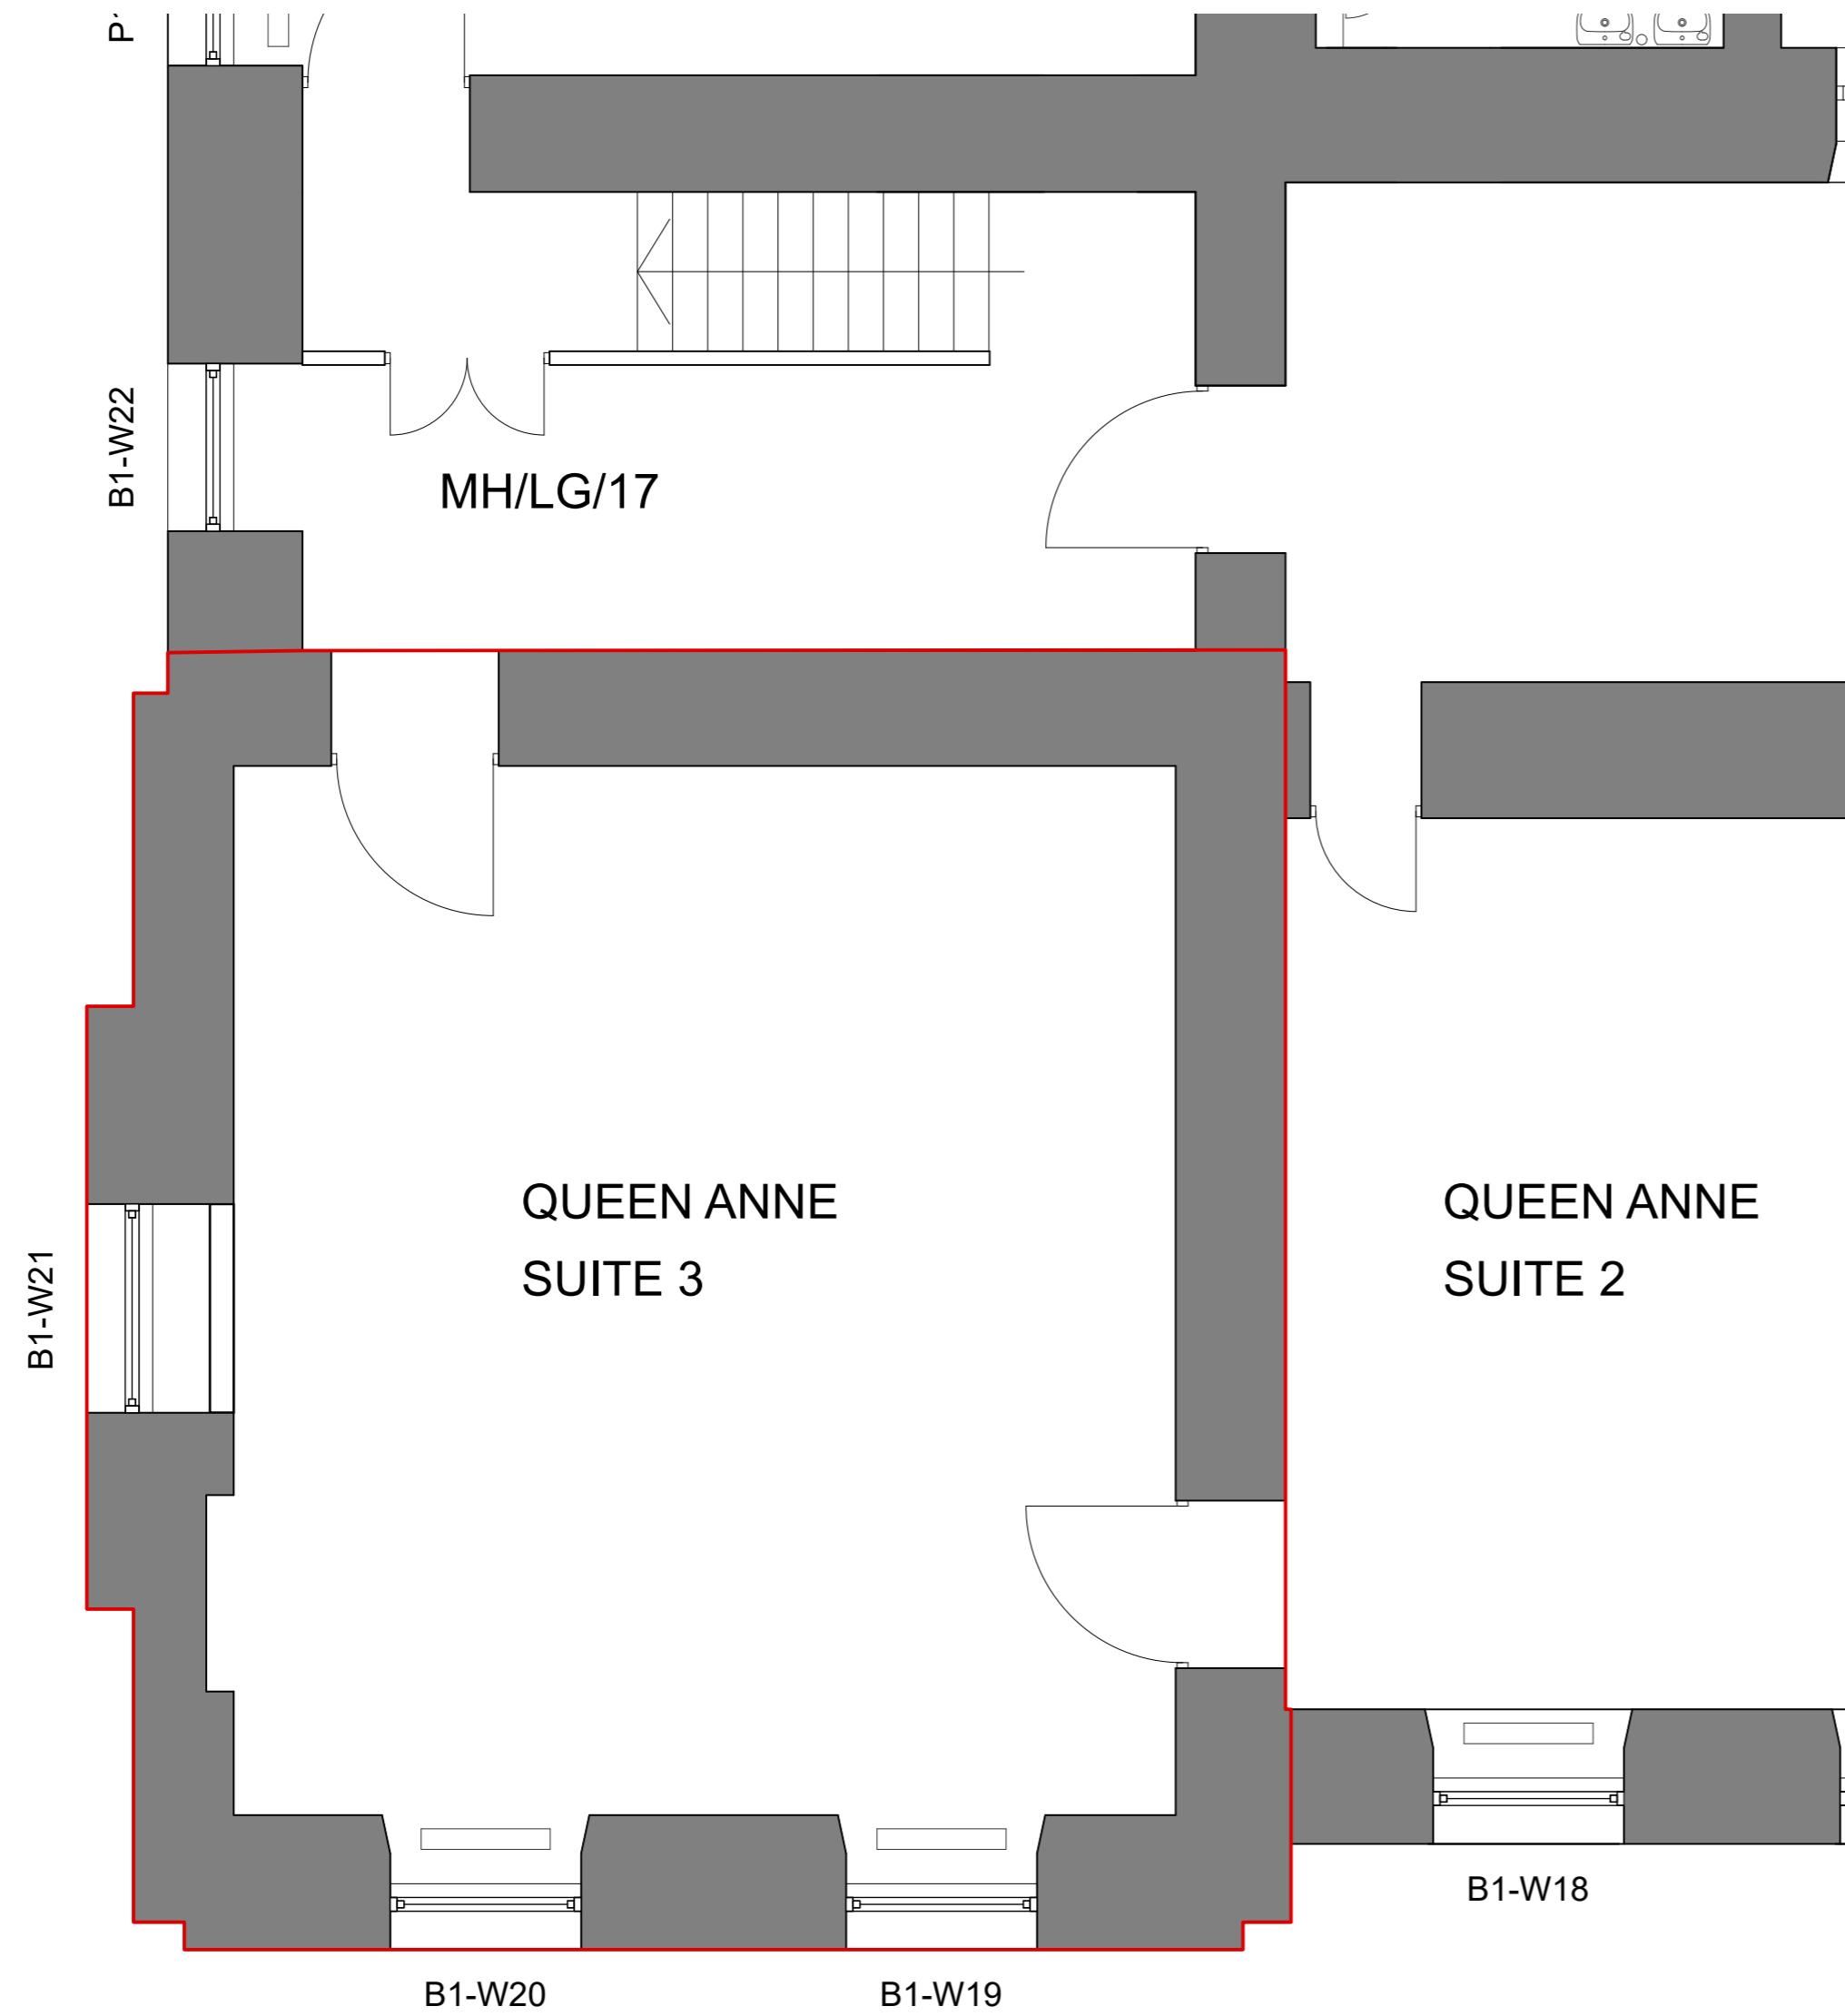 B1-W22
MH/LG/17
QUEEN ANNE
SUITE 3
QUEEN ANNE
SUITE 2
B1-W21
B1-W18
B1-W20
B1-W19